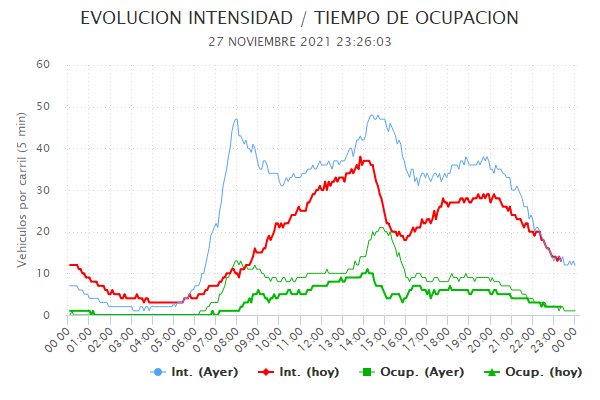 EVOLUCION INTENSIDAD / TIEMPO DE OCUPACION
27 NOVIEMBRE 2021 23:26:03
Vehiculos por carril (5 min)
60
50
40
30
20
10
0
00:00 01:00 02:00 03:00 04:00 05:00 06:00 07:00 08:00 09:00 10:00 11:00 12:00 13:00 14:00 15:00 16:00 17:00 18:00 19:00 20:00 21:00 22:00 23:00 00:00
Int. (Ayer) Int. (hoy) Ocup. (Ayer) Ocup. (hoy)